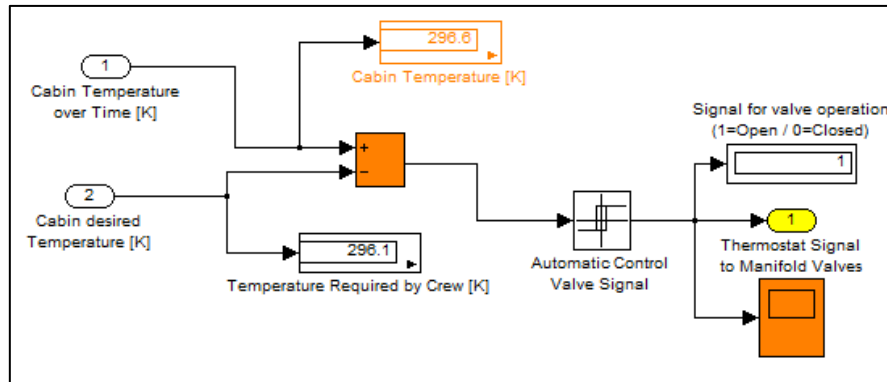 296.6
Cabin Temperature [K]
1
Cabin Temperature
over Time [K]
+
−
2
Cabin desired
Temperature [K]
296.1
Temperature Required by Crew [K]
Automatic Control
Valve Signal
Signal for valve operation
(1=Open / 0=Closed)
1
1
Thermostat Signal
to Manifold Valves